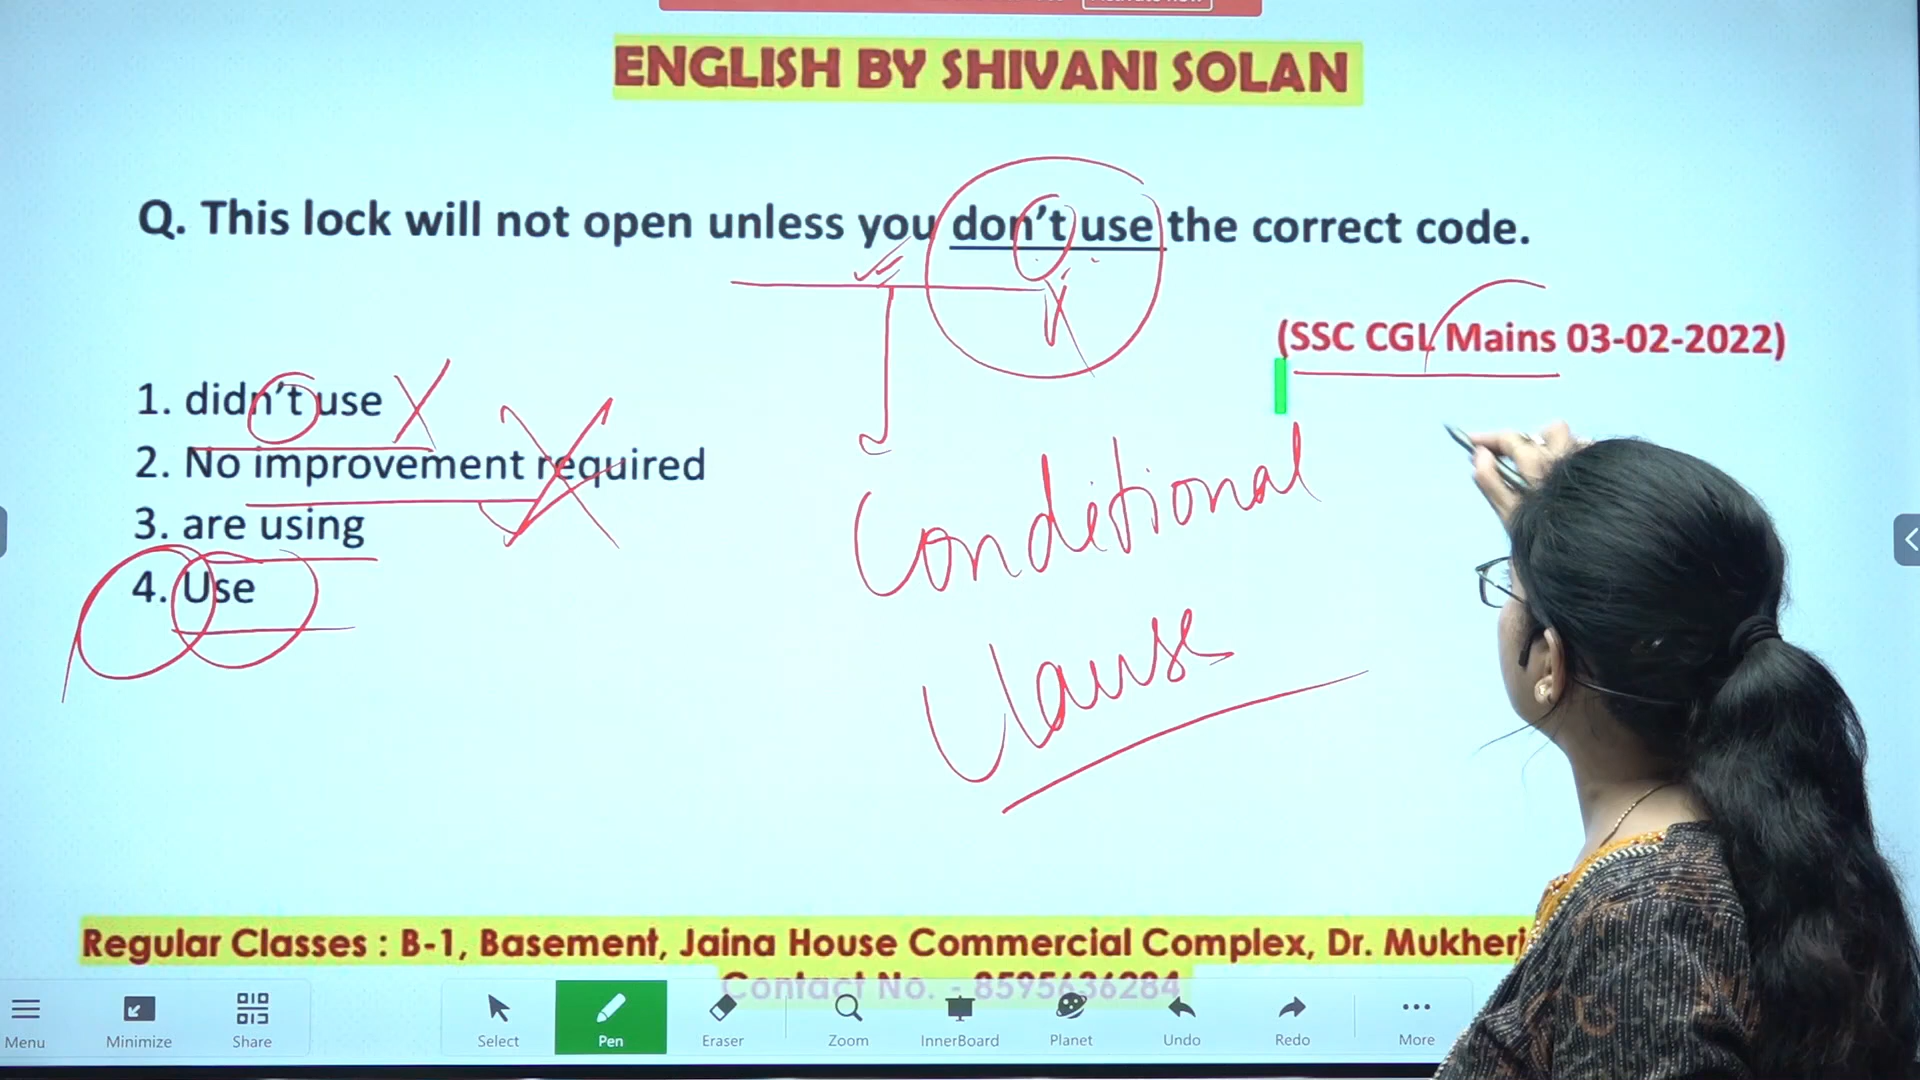 ENGLISH BY SHIVANI SOLAN
Q. This lock will not open unless you don't use the correct code.
(SSC CGL Mains 03-02-2022)
1. didn't use
2. No improvement required
3. are using
4. Use
Conditional
Clause
Regular Classes : B-1, Basement, Jaina House Commercial Complex, Dr. Mukherj
Contact No. - 8595636284
Menu Minimize Share Select Pen Eraser Zoom InnerBoard Planet Undo Redo More